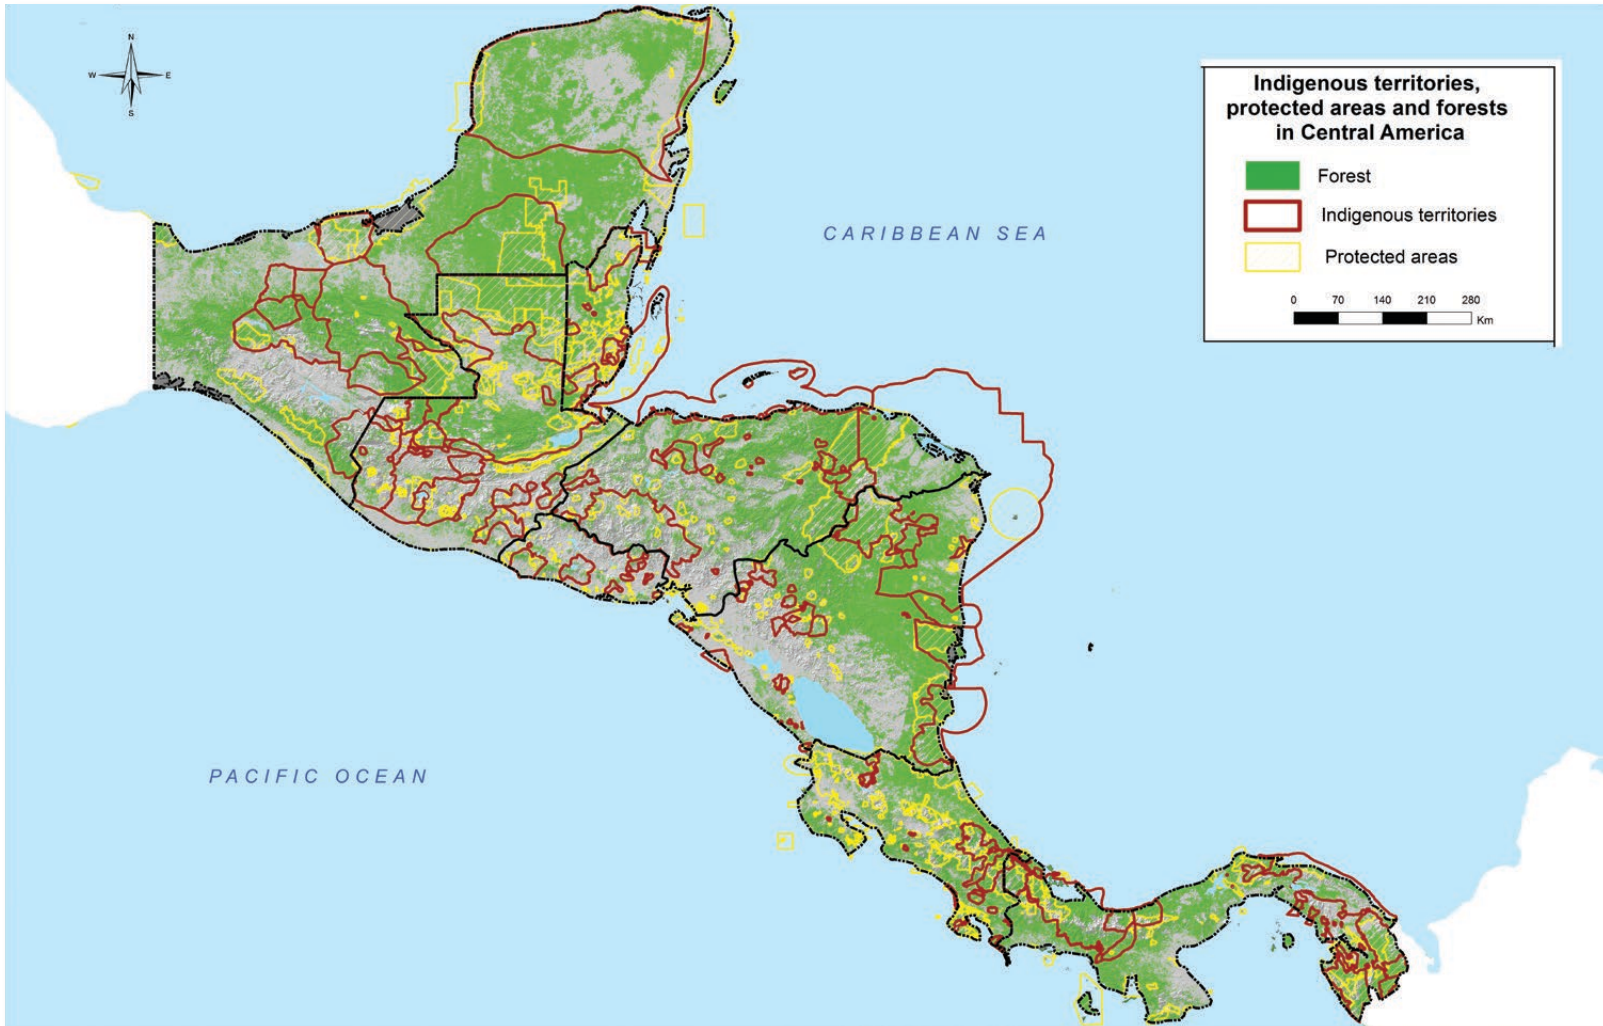 N
W E
S
Indigenous territories,
protected areas and forests
in Central America
Forest
Indigenous territories
Protected areas
0 70 140 210 280
Km
CARIBBEAN SEA
PACIFIC OCEAN